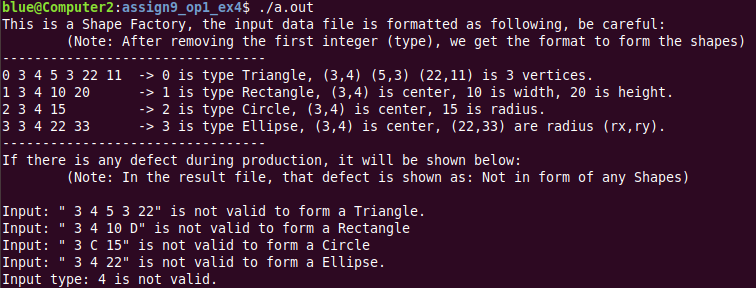 blue@Computer2:assign9_op1_ex4$ ./a.out
This is a Shape Factory, the input data file is formatted as following, be careful:
(Note: After removing the first integer (type), we get the format to form the shapes)
---------------------------------
0 3 4 5 3 22 11 -> 0 is type Triangle, (3,4) (5,3) (22,11) is 3 vertices.
1 3 4 10 20 -> 1 is type Rectangle, (3,4) is center, 10 is width, 20 is height.
2 3 4 15 -> 2 is type Circle, (3,4) is center, 15 is radius.
3 3 4 22 33 -> 3 is type Ellipse, (3,4) is center, (22,33) are radius (rx,ry).
---------------------------------
If there is any defect during production, it will be shown below:
(Note: In the result file, that defect is shown as: Not in form of any Shapes)
Input: " 3 4 5 3 22" is not valid to form a Triangle.
Input: " 3 4 10 D" is not valid to form a Rectangle
Input: " 3 C 15" is not valid to form a Circle
Input: " 3 4 22" is not valid to form a Ellipse.
Input type: 4 is not valid.